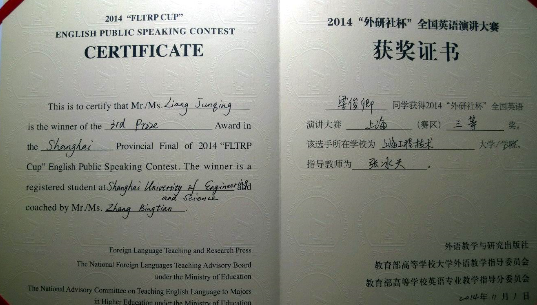 2014 "FLTRP CUP"
ENGLISH PUBLIC SPEAKING CONTEST
CERTIFICATE
This is to certify that Mr/Ms. Liang Junqing
is the winner of the 3rd Prize Award in
the Shanghai Provincial Final of 2014 "FLTRP
Cup" English Public Speaking Contest. The winner is a
registered student at Shanghai University of Engineering and
and Science
coached by Mr./Ms. Zhang Bingtian.
Foreign Language Teaching and Research Press
The National Foreign Languages Teaching Advisory Board
under the Ministry of Education
The National Advisory Committee on Teaching English Language to Majors
in Higher Education under the Ministry of Education
2014 “外研社杯”全国英语演讲大赛
获奖证书
梁俊卿 同学获得2014 “外研社杯”全国英语
演讲大赛 上海 (赛区) 三等 奖。
该选手所在学校为 上海工程技术 大学/学院,
指导教师为 张冰天 .
外语教学与研究出版社
教育部高等学校大学外语教学指导委员会
教育部高等学校英语专业教学指导分委员会